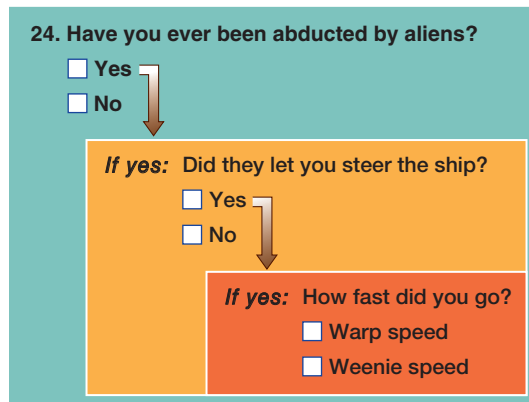 24. Have you ever been abducted by aliens?
Yes
No
If yes: Did they let you steer the ship?
Yes
No
If yes: How fast did you go?
Warp speed
Weenie speed